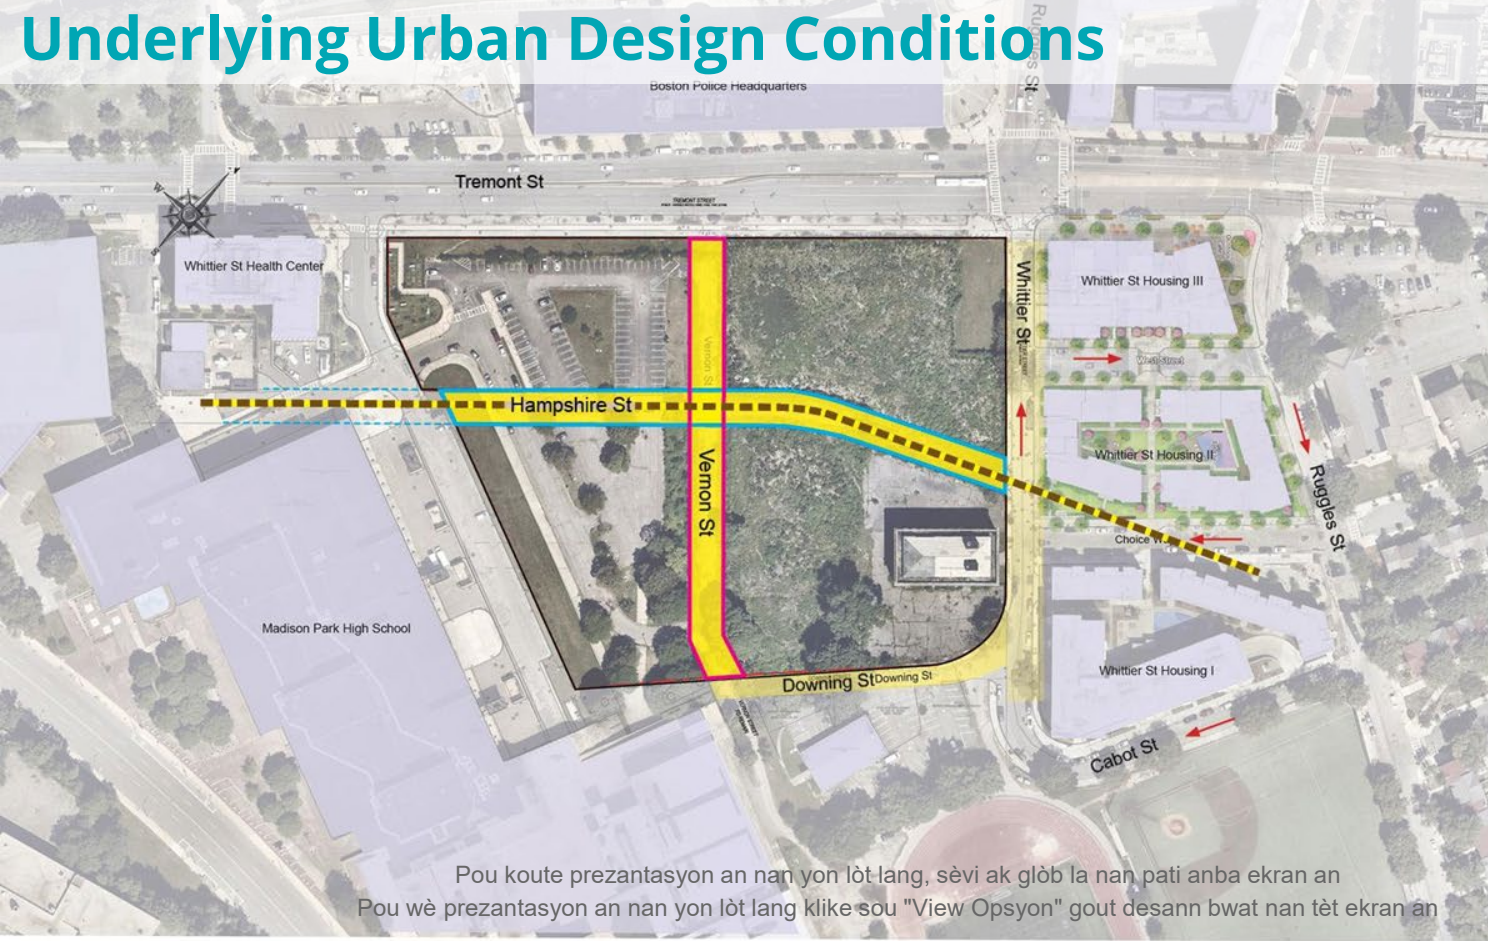 Underlying Urban Design Conditions
Ruggles St
Boston Police Headquarters
Tremont St
TREMONT STREET
W
Whittier St Health Center
Whittier St
Whittier St Housing III
Vernon St
West Street
Hampshire St
Whittier St Housing II
Vernon St
Ruggles St
Choice W
Madison Park High School
Whittier St Housing I
Downing St Downing St
Cabot St
Pou koute prezantasyon an nan yon lòt lang, sèvi ak glòb la nan pati anba ekran an
Pou wè prezantasyon an nan yon lòt lang klike sou "View Opsyon" gout desann bwat nan tèt ekran an